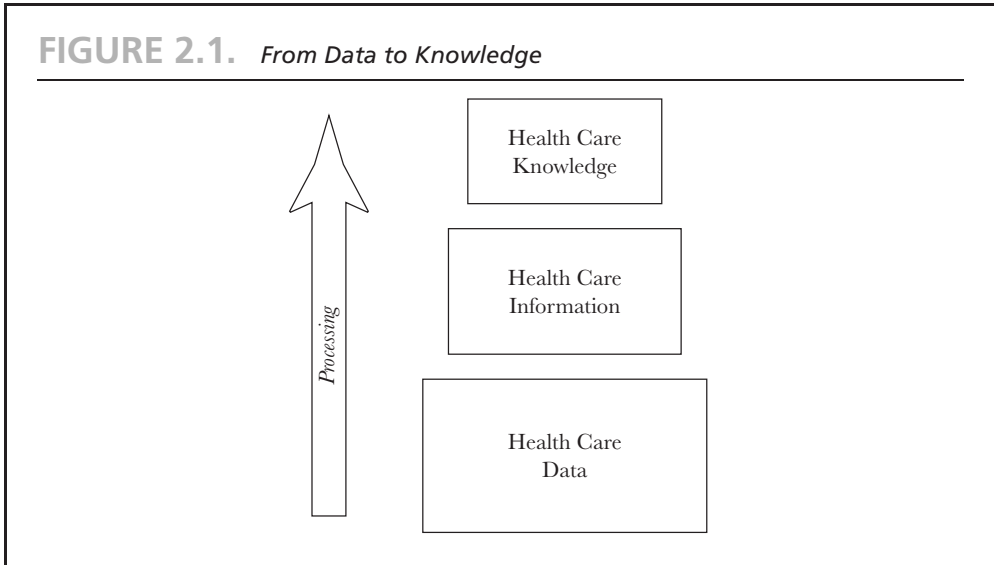 FIGURE 2.1. From Data to Knowledge
Health Care
Knowledge
Health Care
Information
Processing
Health Care
Data